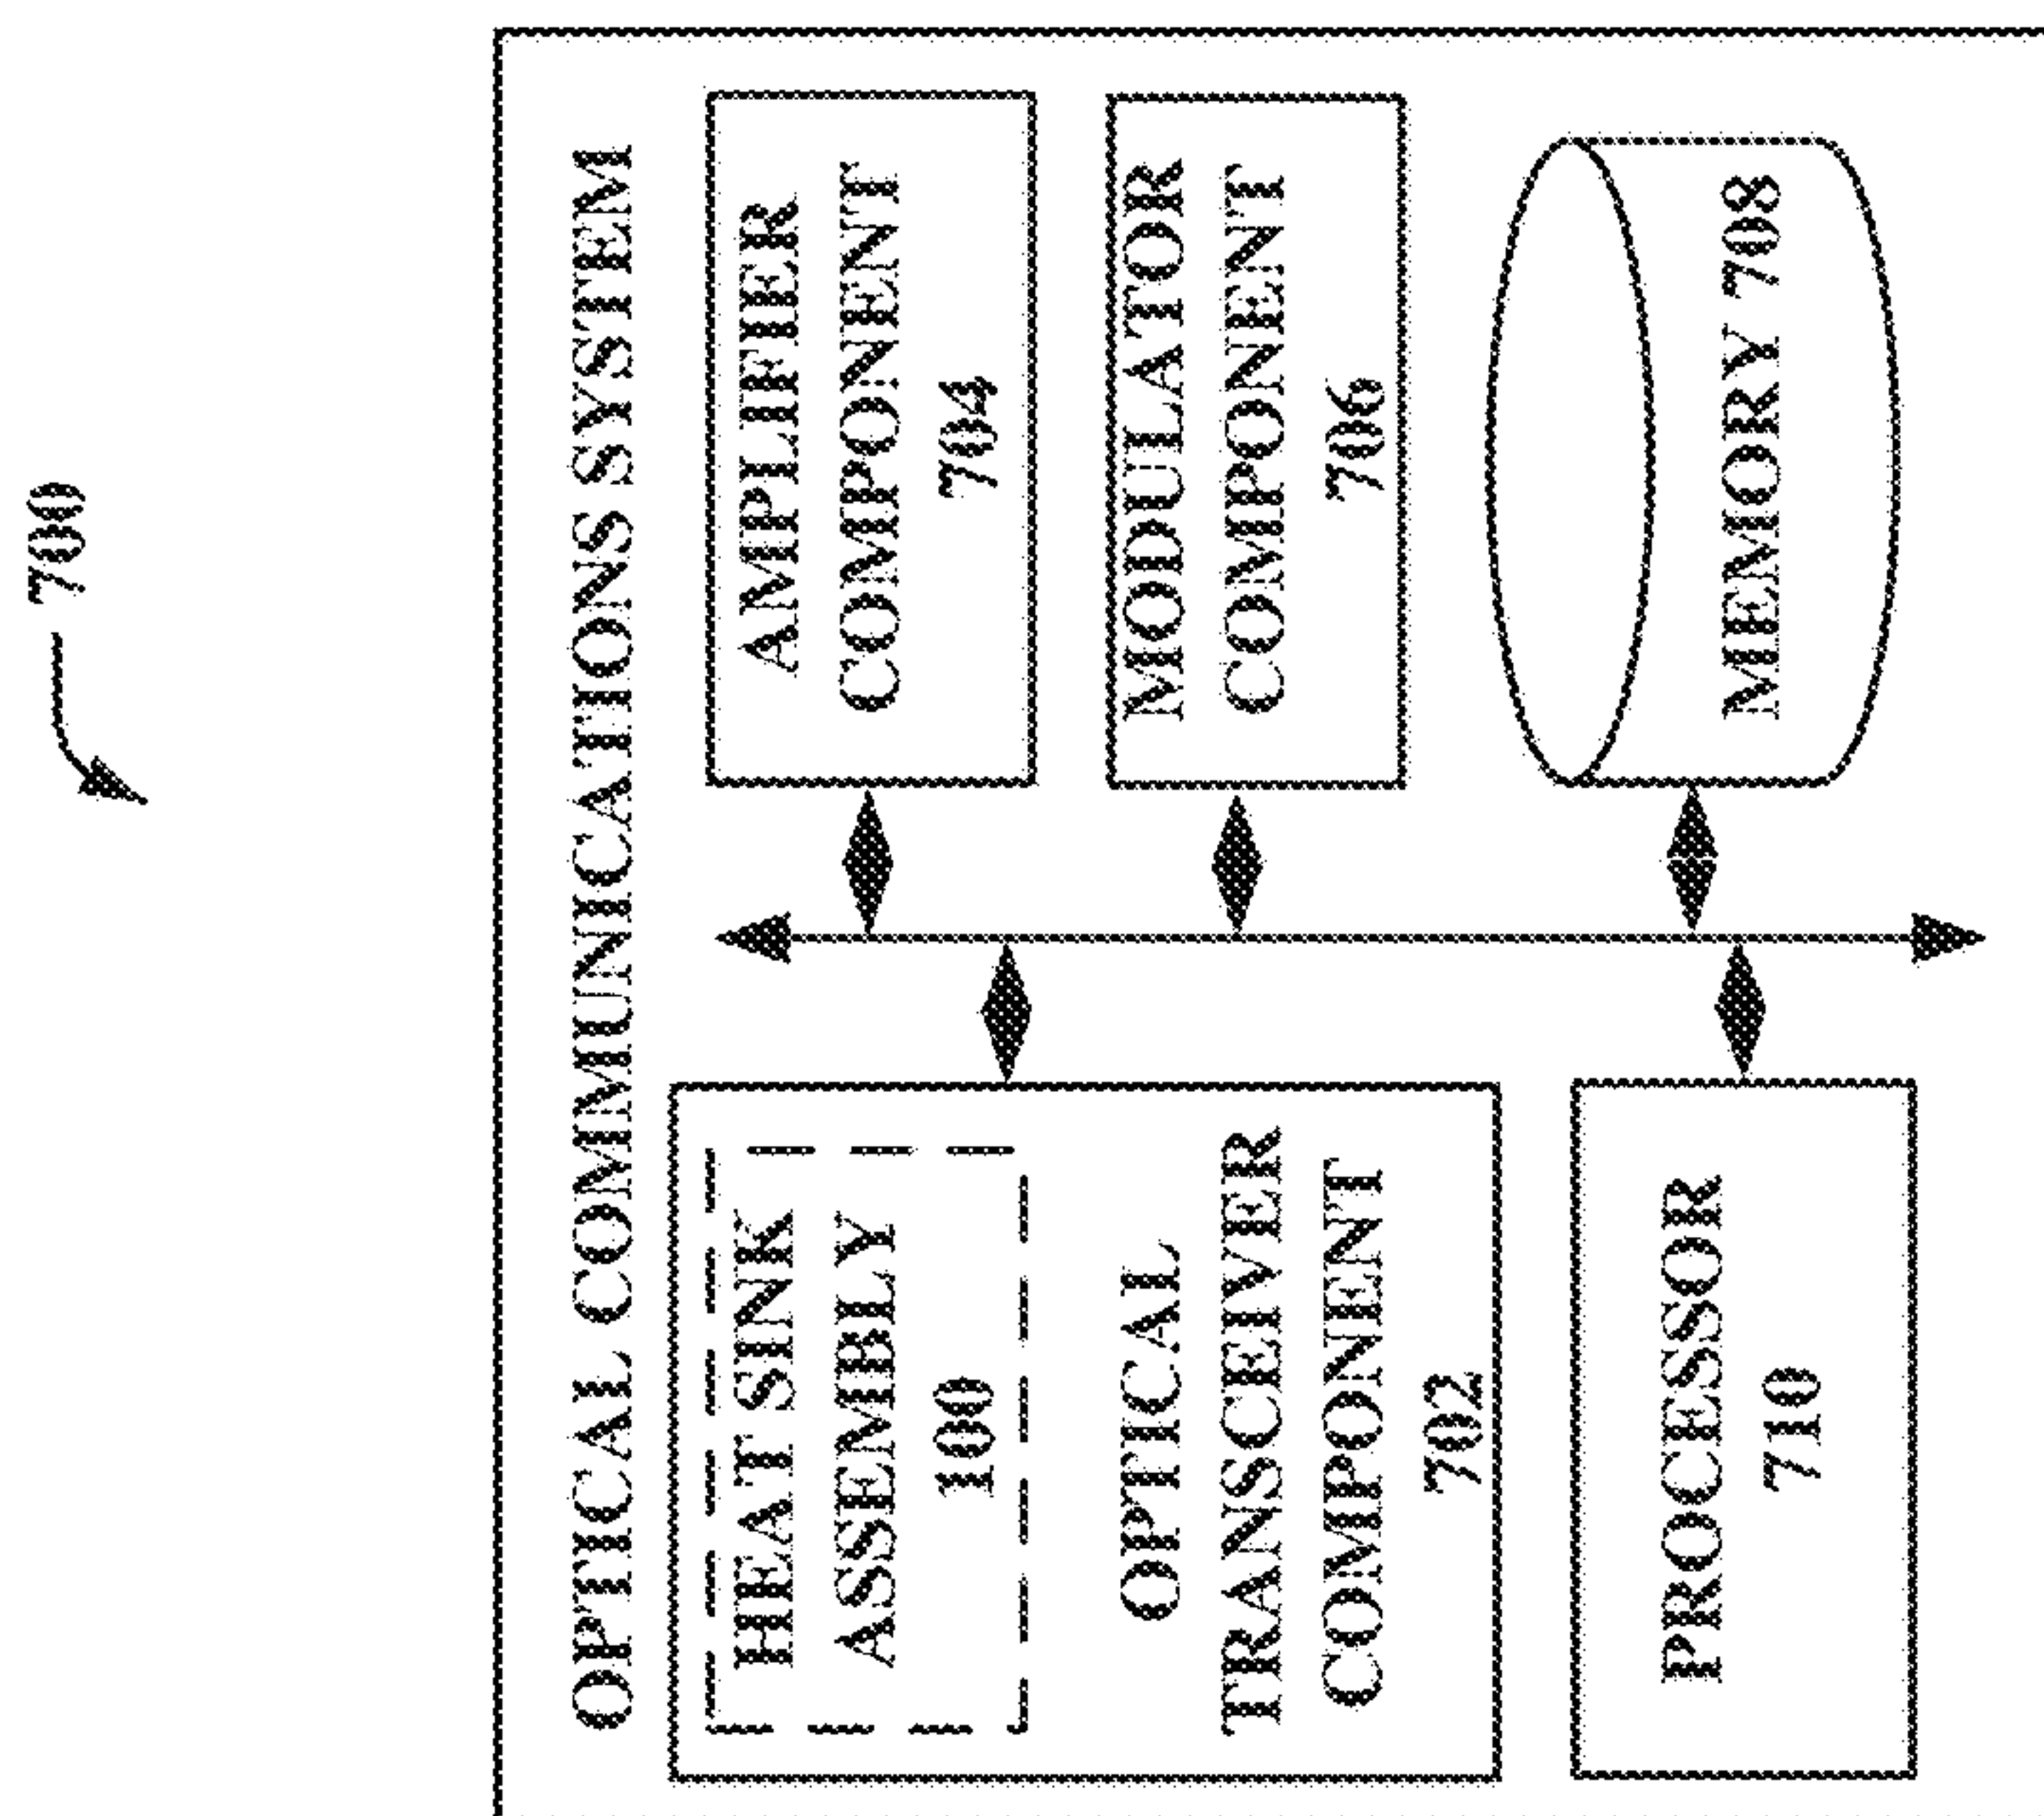 700
OPTICAL COMMUNICATIONS SYSTEM
HEAT SINK
ASSEMBLY
100
OPTICAL
TRANSCEIVER
COMPONENT
702
PROCESSOR
710
AMPLIFIER
COMPONENT
704
MODULATOR
COMPONENT
706
MEMORY 708